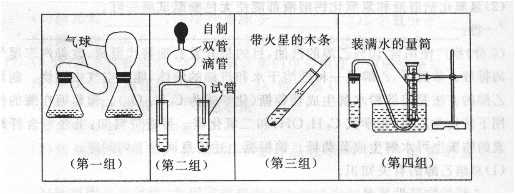 气球
自制
双管
滴管
试管
带火星的木条
装满水的量筒
(第一组)
(第二组)
(第三组)
(第四组)